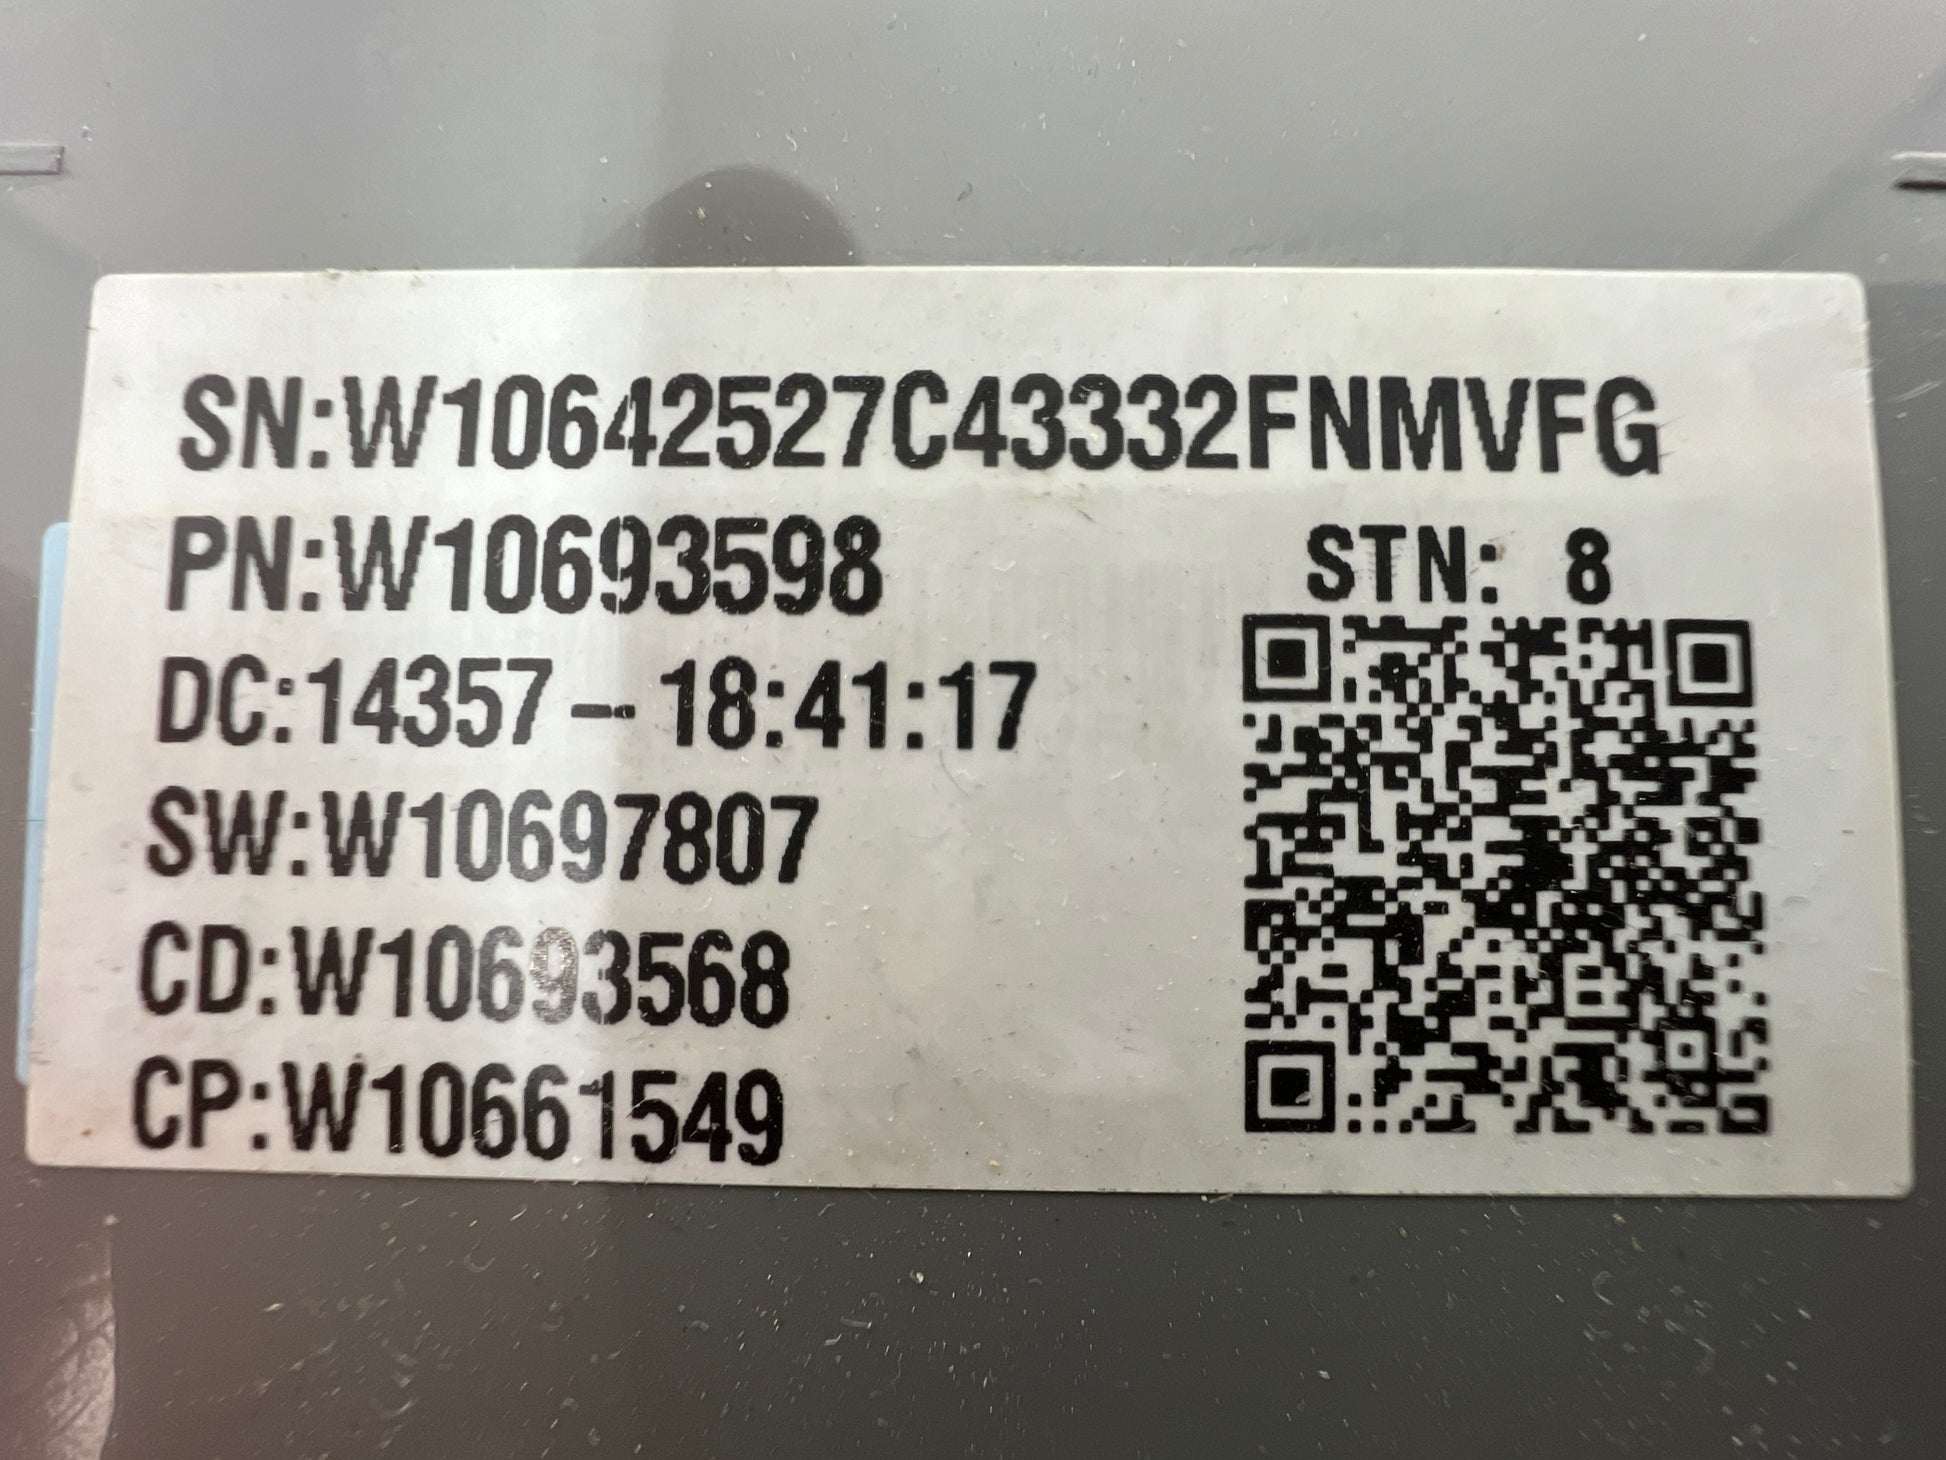 SN:W10642527C43332FNMVFG
PN:W10693598
STN: 8
DC:14357-18:41:17
SW:W10697807
CD:W10693568
CP:W10661549